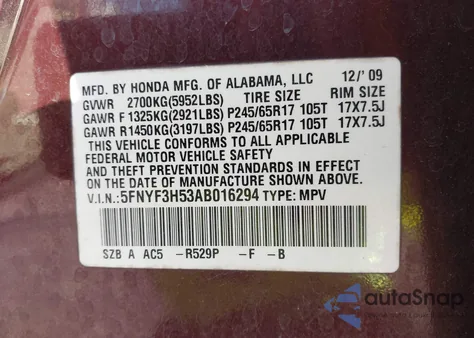 MFD. BY HONDA MFG. OF ALABAMA, LLC 12/'09
GVWR 2700KG(5952LBS) TIRE SIZE RIM SIZE
GAWR F 1325KG(2921LBS) P245/65R17 105T 17X7.5J
GAWR R1450KG(3197LBS) P245/65R17 105T 17X7.5J
THIS VEHICLE CONFORMS TO ALL APPLICABLE
FEDERAL MOTOR VEHICLE SAFETY
AND THEFT PREVENTION STANDARDS IN EFFECT
ON THE DATE OF MANUFACTURE SHOWN ABOVE.
V.I.N.: 5FNYF3H53AB016294 TYPE: MPV
SZB A AC5 -R529P -F -B
autoSnap